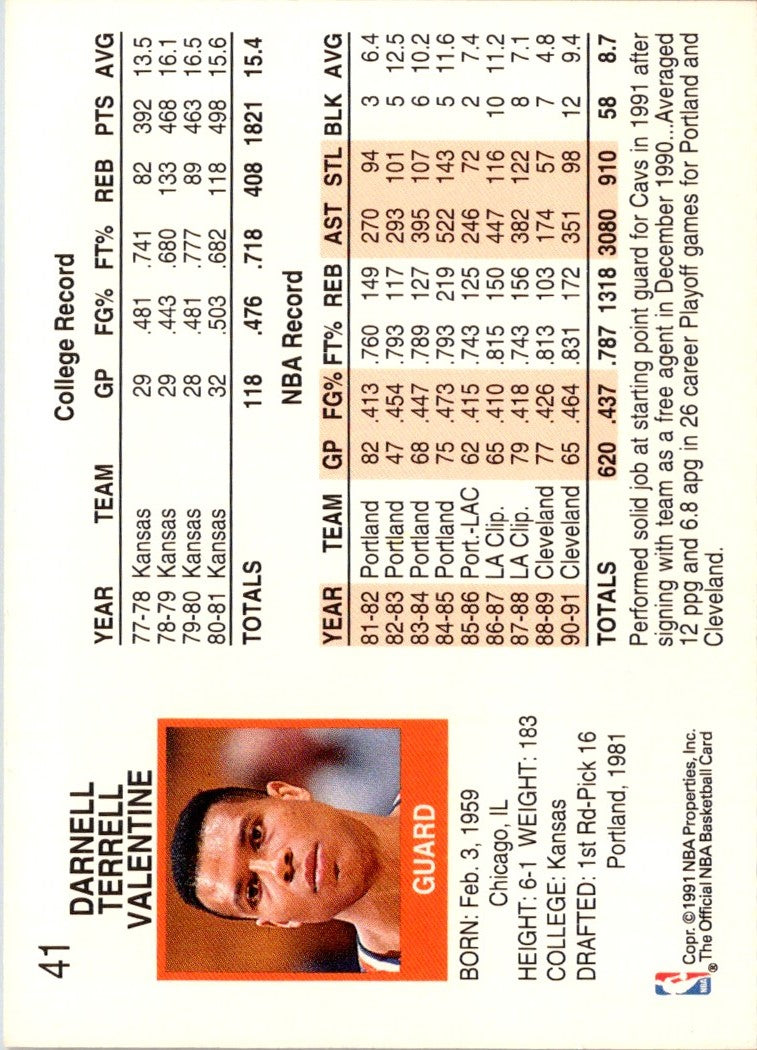 41
DARNELL
TERRELL
VALENTINE
GUARD
BORN: Feb. 3, 1959
Chicago, IL
HEIGHT: 6-1 WEIGHT: 183
COLLEGE: Kansas
DRAFTED: 1st Rd-Pick 16
Portland, 1981
NBA
®
Copr. ©1991 NBA Properties, Inc.
The Official NBA Basketball Card
College Record
YEAR TEAM GP FG% FT% REB PTS AVG
77-78 Kansas 29 .481 .741 82 392 13.5
78-79 Kansas 29 .443 .680 133 468 16.1
79-80 Kansas 28 .481 .777 89 463 16.5
80-81 Kansas 32 .503 .682 118 498 15.6
TOTALS 118 .476 .718 408 1821 15.4
NBA Record
YEAR TEAM GP FG% FT% REB AST STL BLK AVG
81-82 Portland 82 .413 .760 149 270 94 3 6.4
82-83 Portland 47 .454 .793 117 293 101 5 12.5
83-84 Portland 68 .447 .789 127 395 107 6 10.2
84-85 Portland 75 .473 .793 219 522 143 5 11.6
85-86 Port.-LAC 62 .415 .743 125 246 72 2 7.4
86-87 LA Clip. 65 .410 .815 150 447 116 10 11.2
87-88 LA Clip. 79 .418 .743 156 382 122 8 7.1
88-89 Cleveland 77 .426 .813 103 174 57 7 4.8
90-91 Cleveland 65 .464 .831 172 351 98 12 9.4
TOTALS 620 .437 .787 1318 3080 910 58 8.7
Performed solid job at starting point guard for Cavs in 1991 after
signing with team as a free agent in December 1990...Averaged
12 ppg and 6.8 apg in 26 career Playoff games for Portland and
Cleveland.